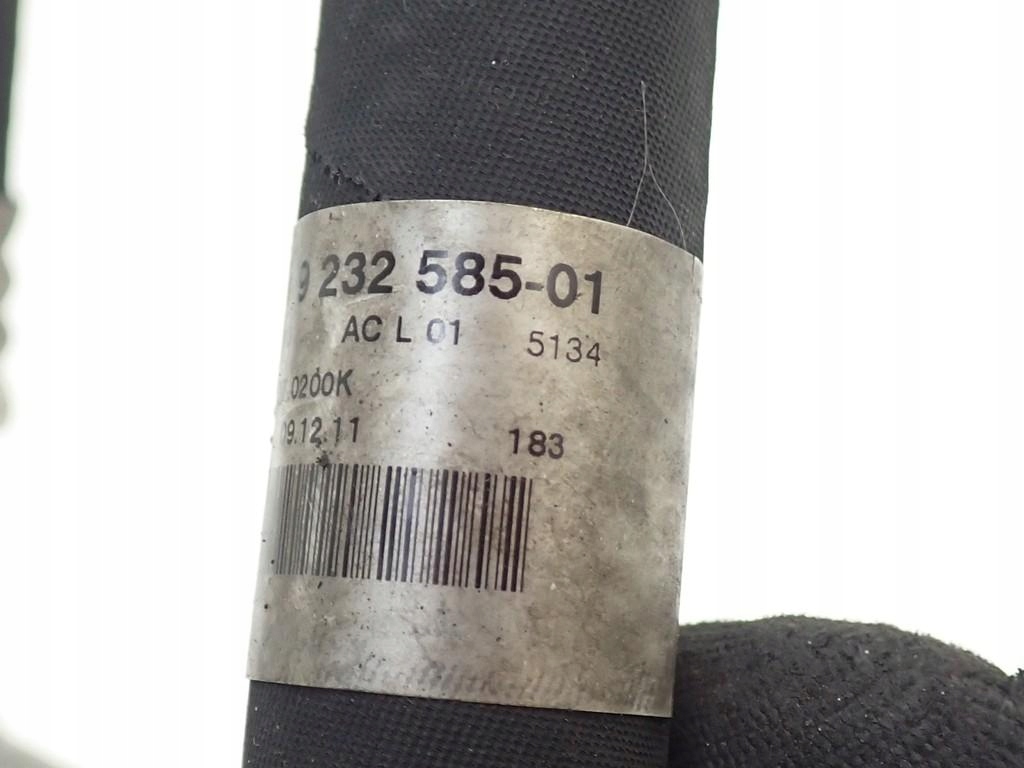 9 232 585-01
AC L 01 5134
.0200K
09.12.11 183